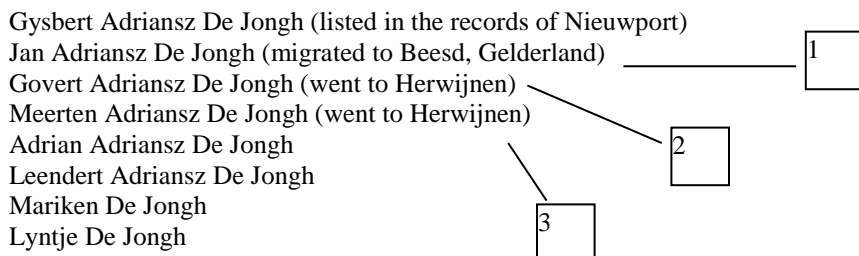 Gysbert Adriansz De Jongh (listed in the records of Nieuwport)
Jan Adriansz De Jongh (migrated to Beesd, Gelderland)
1
Govert Adriansz De Jongh (went to Herwijnen)
Meerten Adriansz De Jongh (went to Herwijnen)
Adrian Adriansz De Jongh
2
Leendert Adriansz De Jongh
Mariken De Jongh
3
Lyntje De Jongh